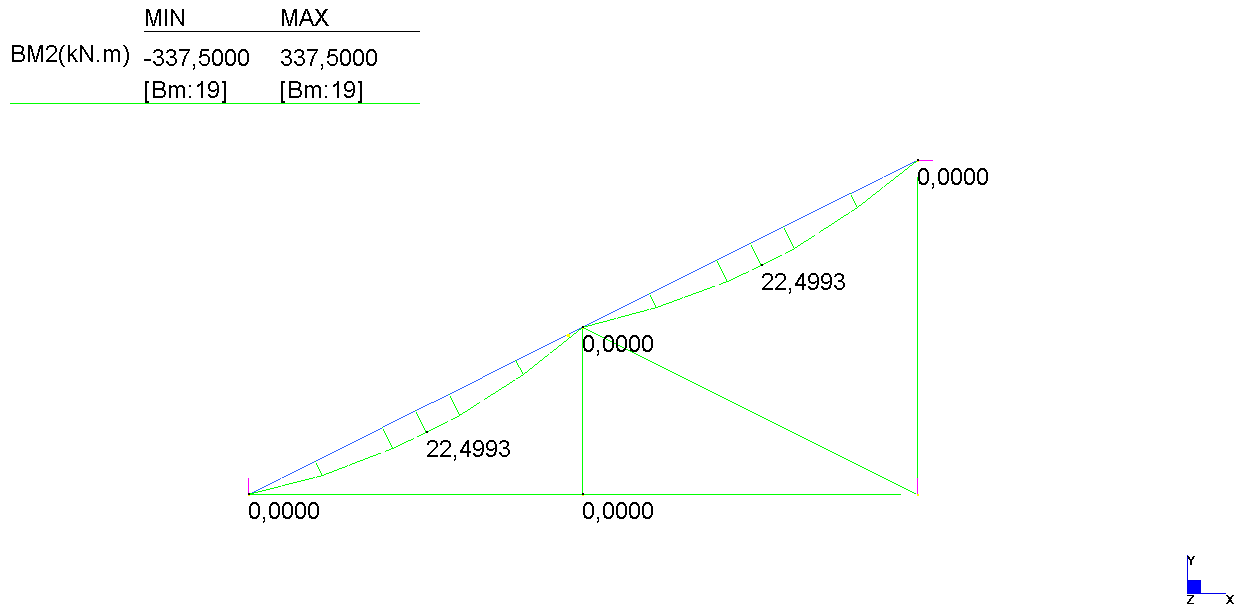 MIN MAX
BM2(kN.m) -337,5000 337,5000
[Bm:19] [Bm:19]
0,0000
22,4993
0,0000
22,4993
0,0000 0,0000
Y
Z X